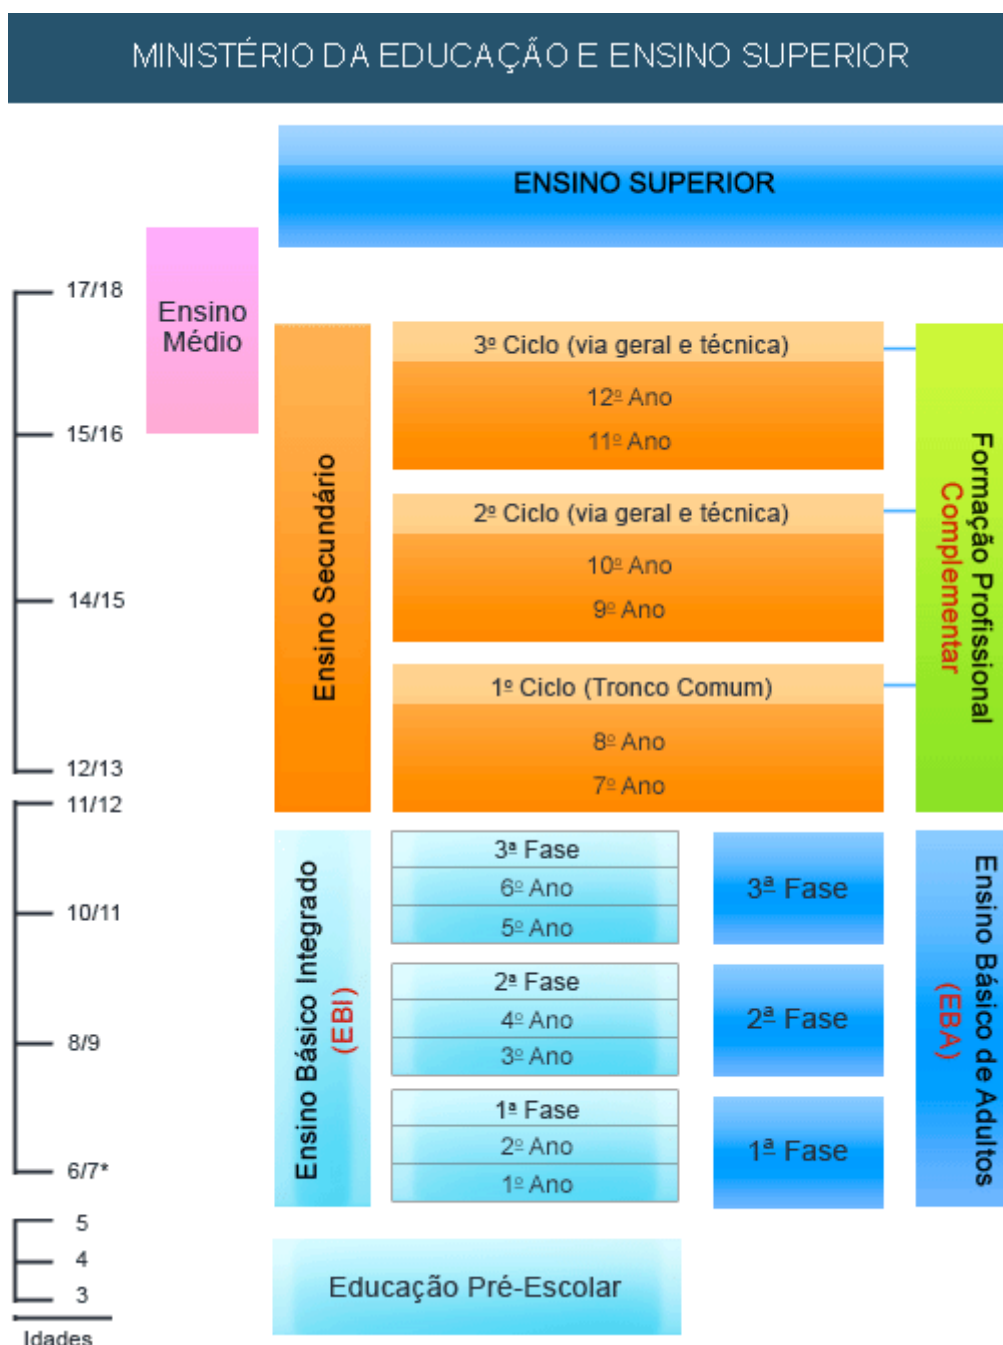 MINISTÉRIO DA EDUCAÇÃO E ENSINO SUPERIOR
ENSINO SUPERIOR
17/18
Ensino
Médio
15/16
14/15
12/13
11/12
10/11
8/9
6/7*
5
4
3
Idades
Ensino Secundário
3º Ciclo (via geral e técnica)
12º Ano
11º Ano
2º Ciclo (via geral e técnica)
10º Ano
9º Ano
1º Ciclo (Tronco Comum)
8º Ano
7º Ano
Formação Profissional
Complementar
Ensino Básico Integrado
(EBI)
3ª Fase
6º Ano
5º Ano
2ª Fase
4º Ano
3º Ano
1ª Fase
2º Ano
1º Ano
3ª Fase
2ª Fase
1ª Fase
Ensino Básico de Adultos
(EBA)
Educação Pré-Escolar